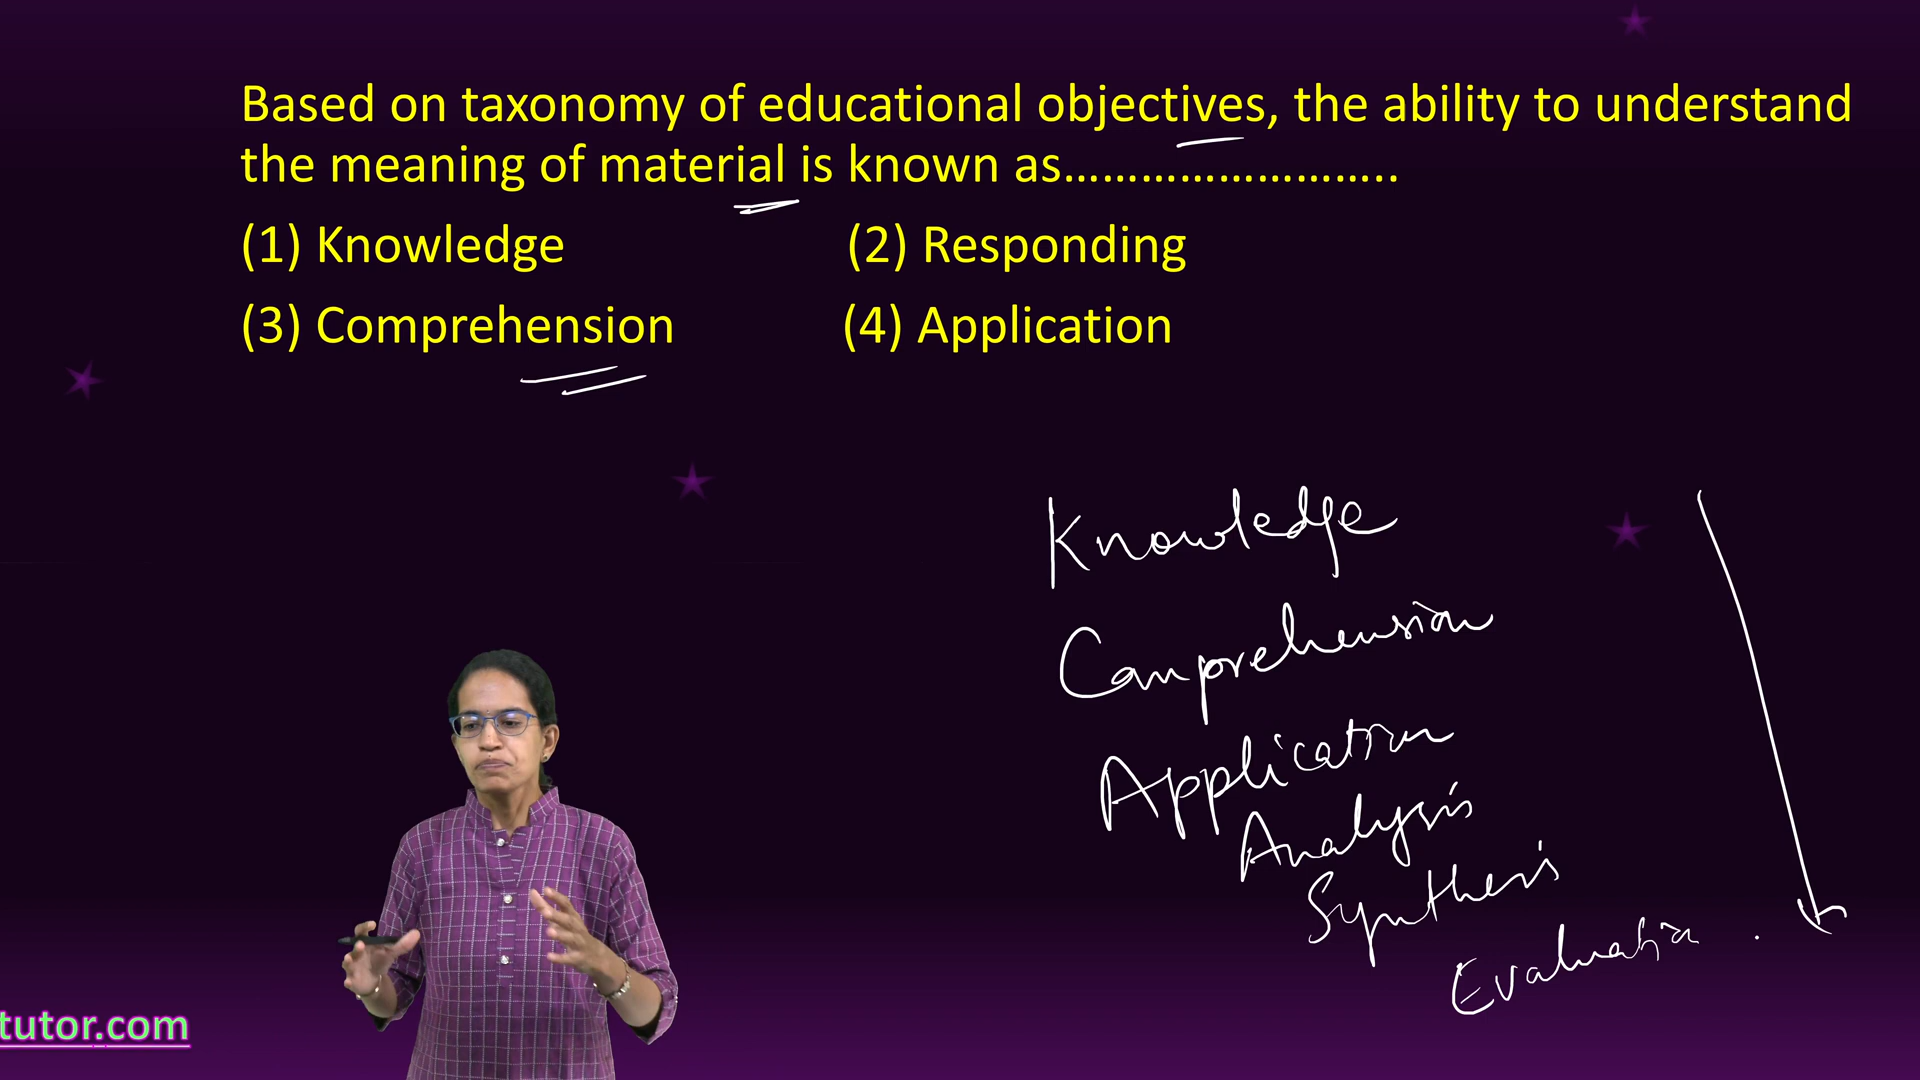 Based on taxonomy of educational objectives, the ability to understand
the meaning of material is known as……………………..
(1) Knowledge (2) Responding
(3) Comprehension (4) Application
Knowledge
Comprehension
Application
Analysis
Synthesis
Evaluation
tutor.com